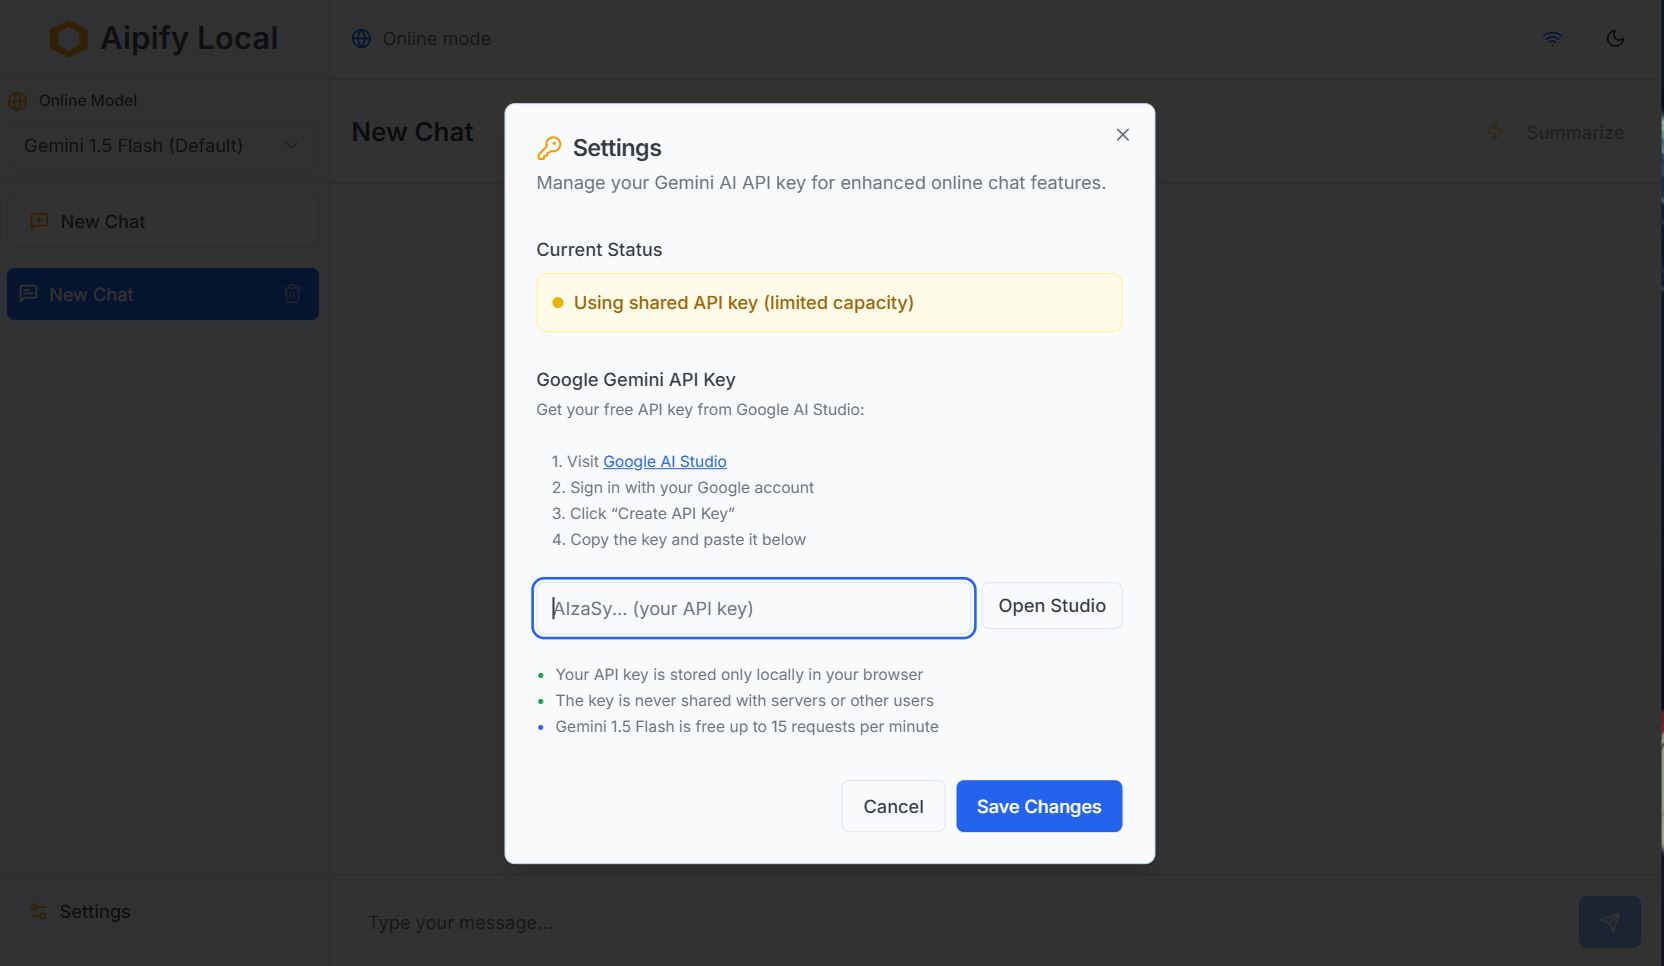 Aipify Local
Online mode
Online Model
Gemini 1.5 Flash (Default)
New Chat
Summarize
New Chat
New Chat
Settings
Manage your Gemini AI API key for enhanced online chat features.
Current Status
Using shared API key (limited capacity)
Google Gemini API Key
Get your free API key from Google AI Studio:
1. Visit Google AI Studio
2. Sign in with your Google account
3. Click “Create API Key”
4. Copy the key and paste it below
AIzaSy... (your API key)
Open Studio
• Your API key is stored only locally in your browser
• The key is never shared with servers or other users
• Gemini 1.5 Flash is free up to 15 requests per minute
Cancel
Save Changes
Settings
Type your message...